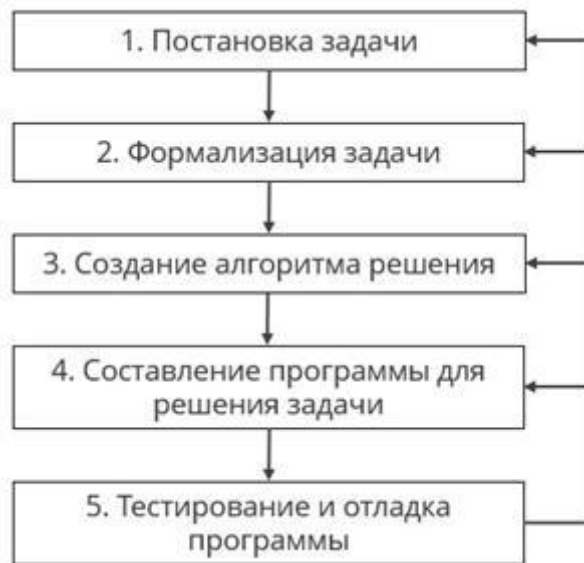 1. Постановка задачи
2. Формализация задачи
3. Создание алгоритма решения
4. Составление программы для
решения задачи
5. Тестирование и отладка
программы